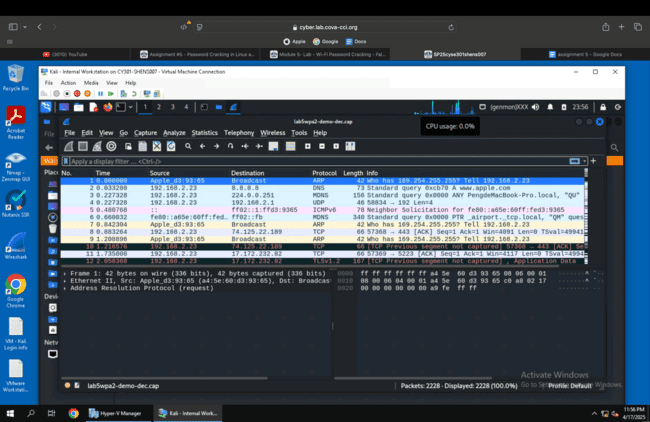 cyber.lab.cova-cci.org
Apple Google Docs
(3010) YouTube
Assignment #5 - Password Cracking in Linux a...
Module 5- Lab - Wi-Fi Password Cracking - Fal...
SP25cyse301shens007
assignment 5 - Google Docs
Kali - Internal Workstation on CY301-SHENS007 - Virtual Machine Connection
File Action Media View Help
1 2 3 4
(genmon)XXX 23:56
Recycle Bin
lab5wpa2-demo-dec.cap
CPU usage: 0.0%
File Edit View Go Capture Analyze Statistics Telephony Wireless Tools Help
Apply a display filter ... <Ctrl-/>
No. Time Source Destination Protocol Length Info
1 0.000000 Apple_d3:93:65 Broadcast ARP 42 Who has 169.254.255.255? Tell 192.168.2.23
2 0.033280 192.168.2.23 8.8.8.8 DNS 73 Standard query 0xcb70 A www.apple.com
3 0.227328 192.168.2.23 224.0.0.251 MDNS 156 Standard query 0x0000 ANY PengdeMacBook-Pro.local, "QU"
4 0.227328 192.168.2.23 192.168.2.1 UDP 46 58034 → 192 Len=4
5 0.400768 :: ff02::1:ffd3:9365 ICMPv6 78 Neighbor Solicitation for fe80::a65e:60ff:fed3:9365
6 0.660032 fe80::a65e:60ff:fed… ff02::fb MDNS 340 Standard query 0x0000 PTR _airport._tcp.local, "QM" ques
7 0.842304 Apple_d3:93:65 Broadcast ARP 42 Who has 169.254.255.255? Tell 192.168.2.23
8 0.883264 192.168.2.23 74.125.22.189 TCP 66 57368 → 443 [ACK] Seq=1 Ack=1 Win=4091 Len=0 TSval=49941
9 1.200896 Apple_d3:93:65 Broadcast ARP 42 Who has 169.254.255.255? Tell 192.168.2.23
192.168.2.23 74.125.22.189 TCP 66 [TCP Previous segment not captured] 57368 → 443 [ACK] Se
11 1.735808 192.168.2.23 17.172.232.82 TCP 66 57369 → 5223 [ACK] Seq=1 Ack=1 Win=4117 Len=0 TSval=4994
12 192.168.2.23 17.172.232.82 TLSv1.2 [TCP Previous segment not captured] , Application Data
Frame 1: 42 bytes on wire (336 bits), 42 bytes captured (336 bits)
Ethernet II, Src: Apple_d3:93:65 (a4:5e:60:d3:93:65), Dst: Broadcast
Address Resolution Protocol (request)
0000 ff ff ff ff ff ff a4 5e 60 d3 93 65 08 06 00 01
0010 08 00 06 04 00 01 a4 5e 60 d3 93 65 c0 a8 02 17
0020 00 00 00 00 00 00 a9 fe ff ff
Acrobat Reader
Nmap - Zenmap GUI
Wireshark
Google Chrome
VM - Kali Login Info
VMware Workstati...
Activate Windows
lab5wpa2-demo-dec.cap
Packets: 2228 · Displayed: 2228 (100.0%)
Profile: Default
Hyper-V Manager
Kali - Internal Work...
11:56 PM
4/17/2025